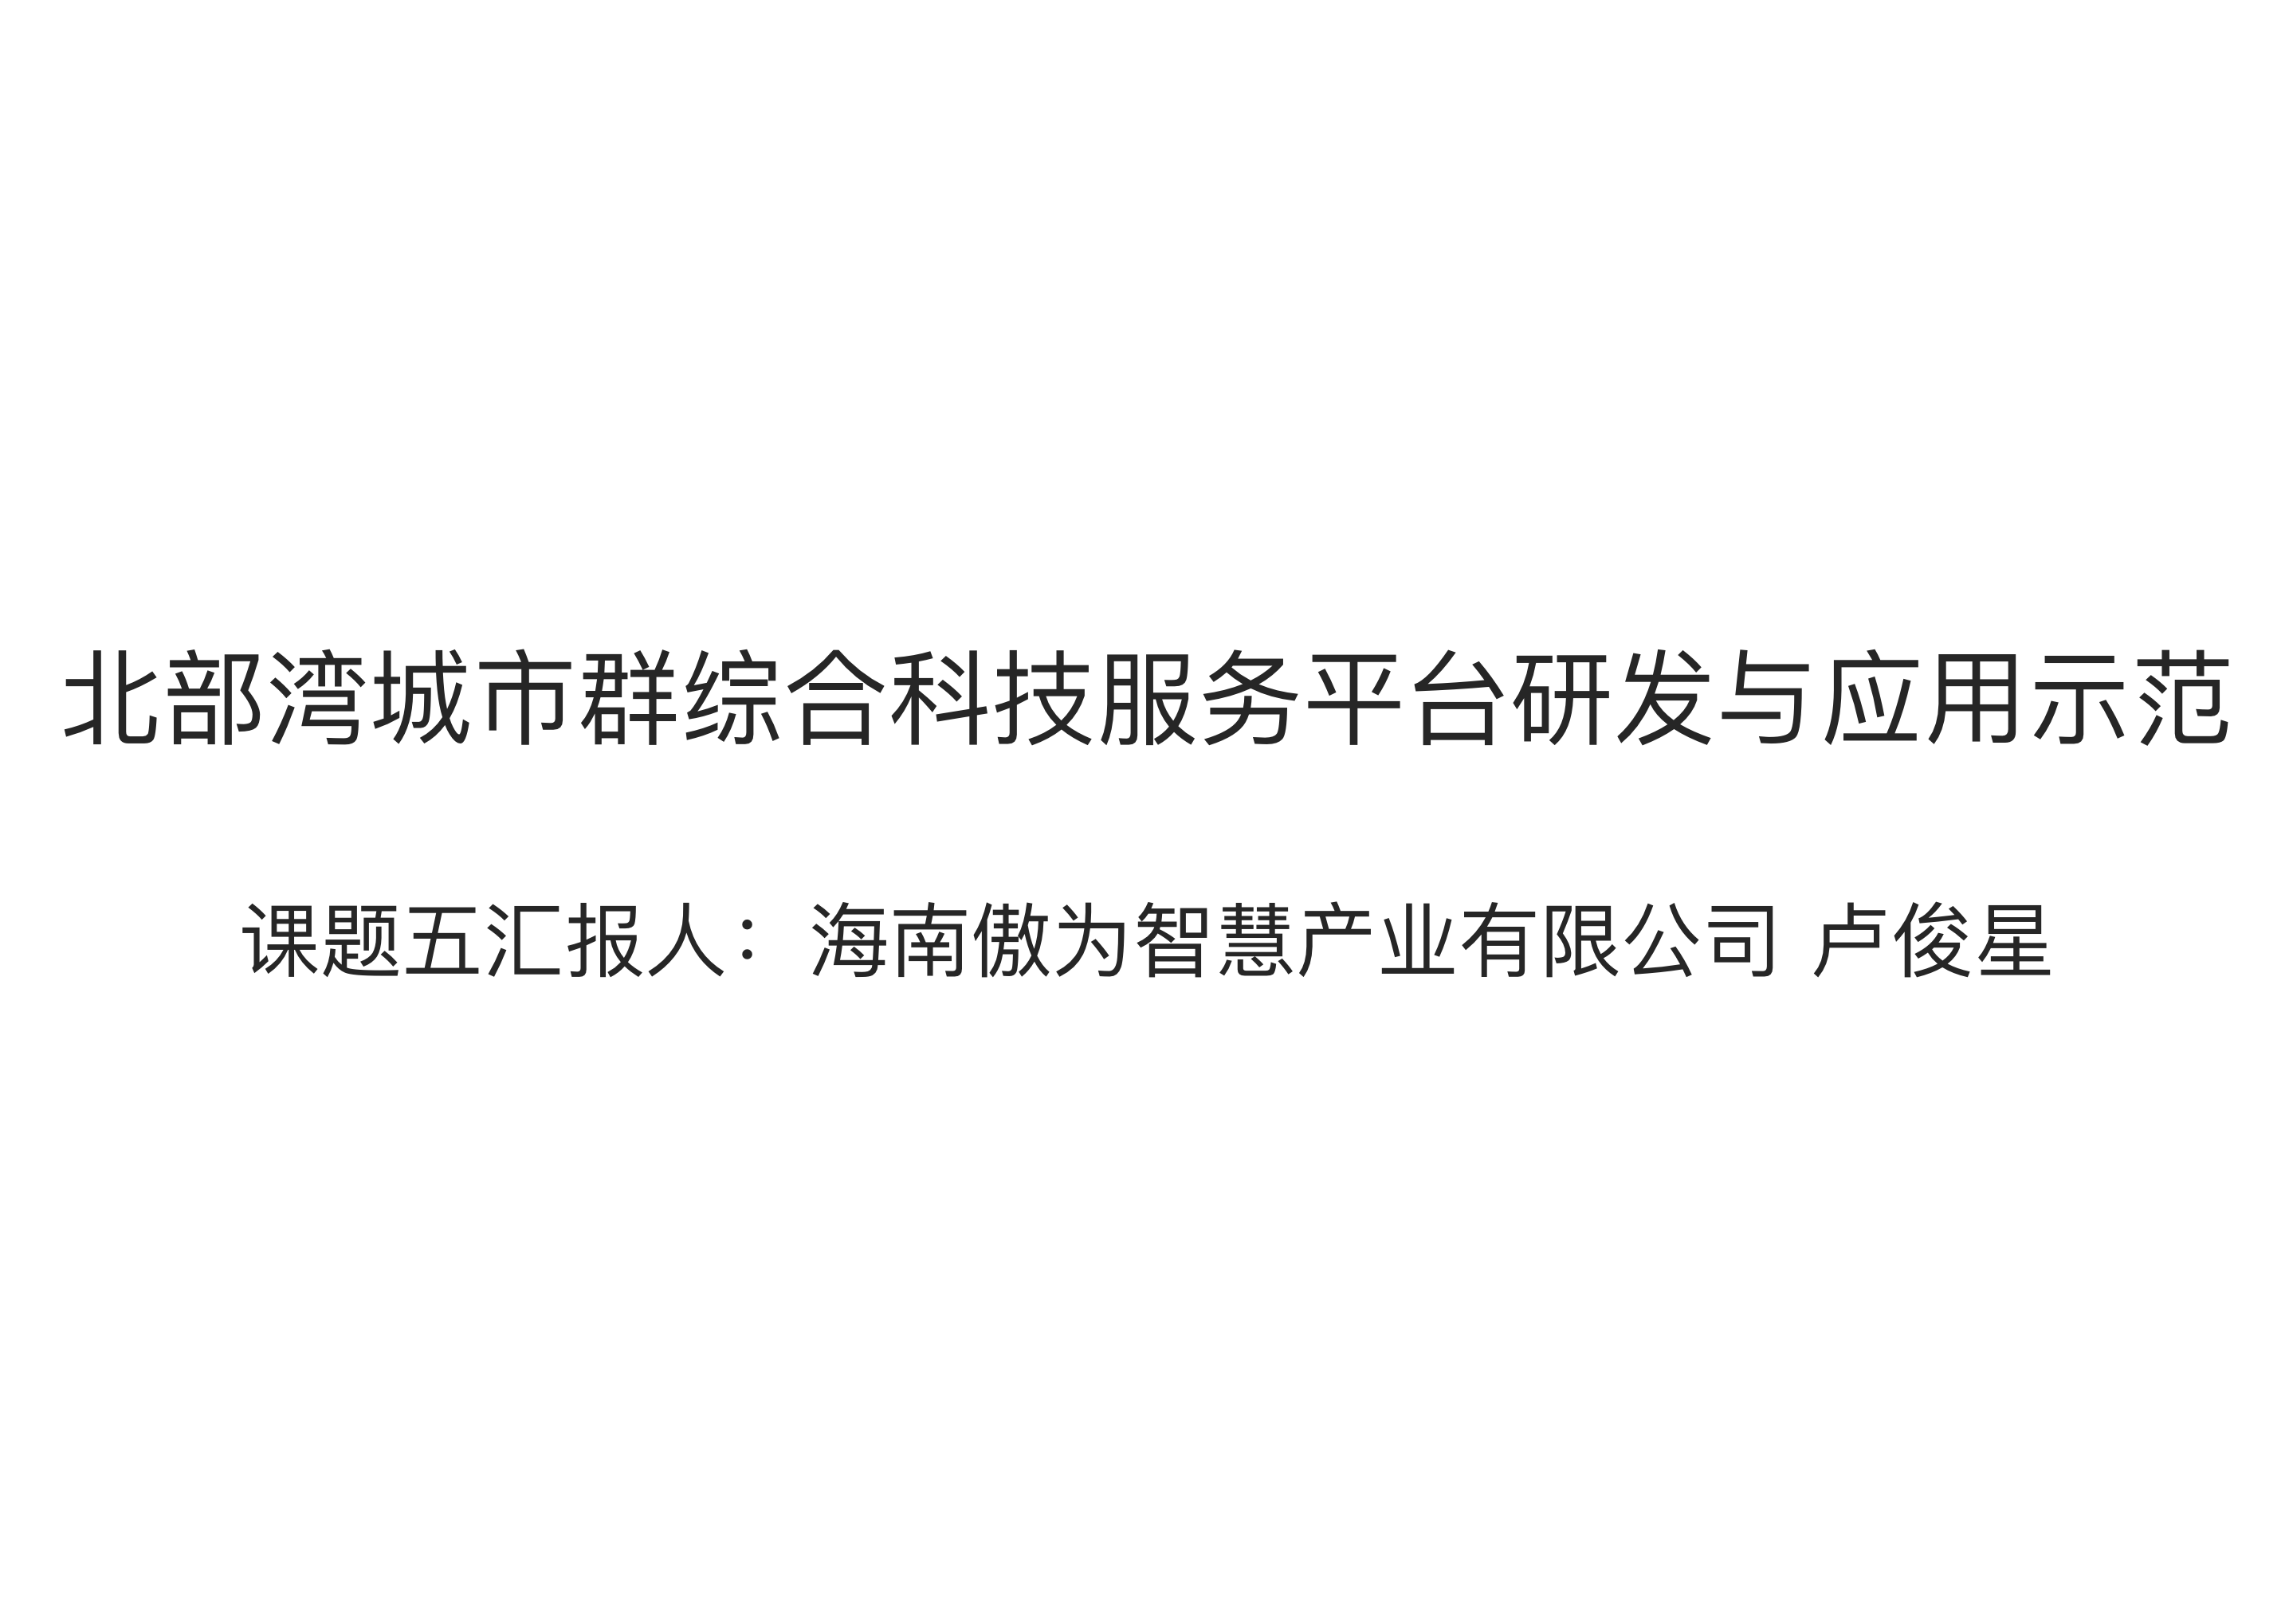 北部湾城市群综合科技服务平台研发与应用示范
课题五汇报人：海南微办智慧产业有限公司 卢俊星